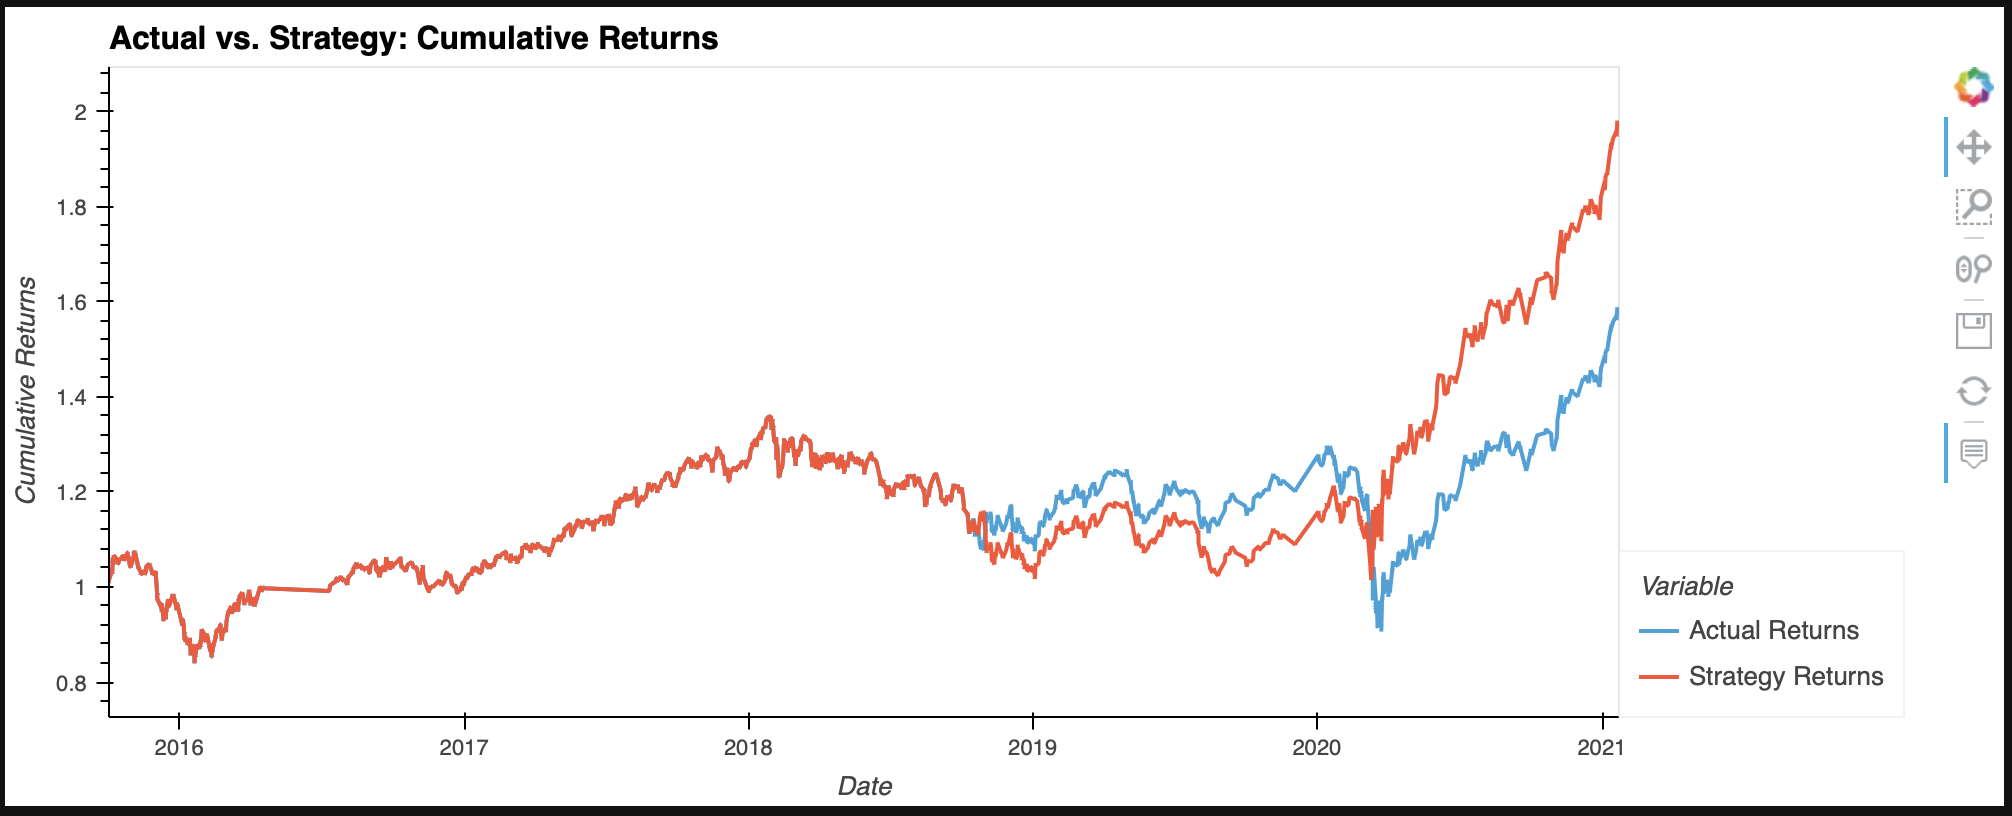 Actual vs. Strategy: Cumulative Returns
Cumulative Returns
2
1.8
1.6
1.4
1.2
1
0.8
2016
2017
2018
2019
2020
2021
Date
Variable
Actual Returns
Strategy Returns